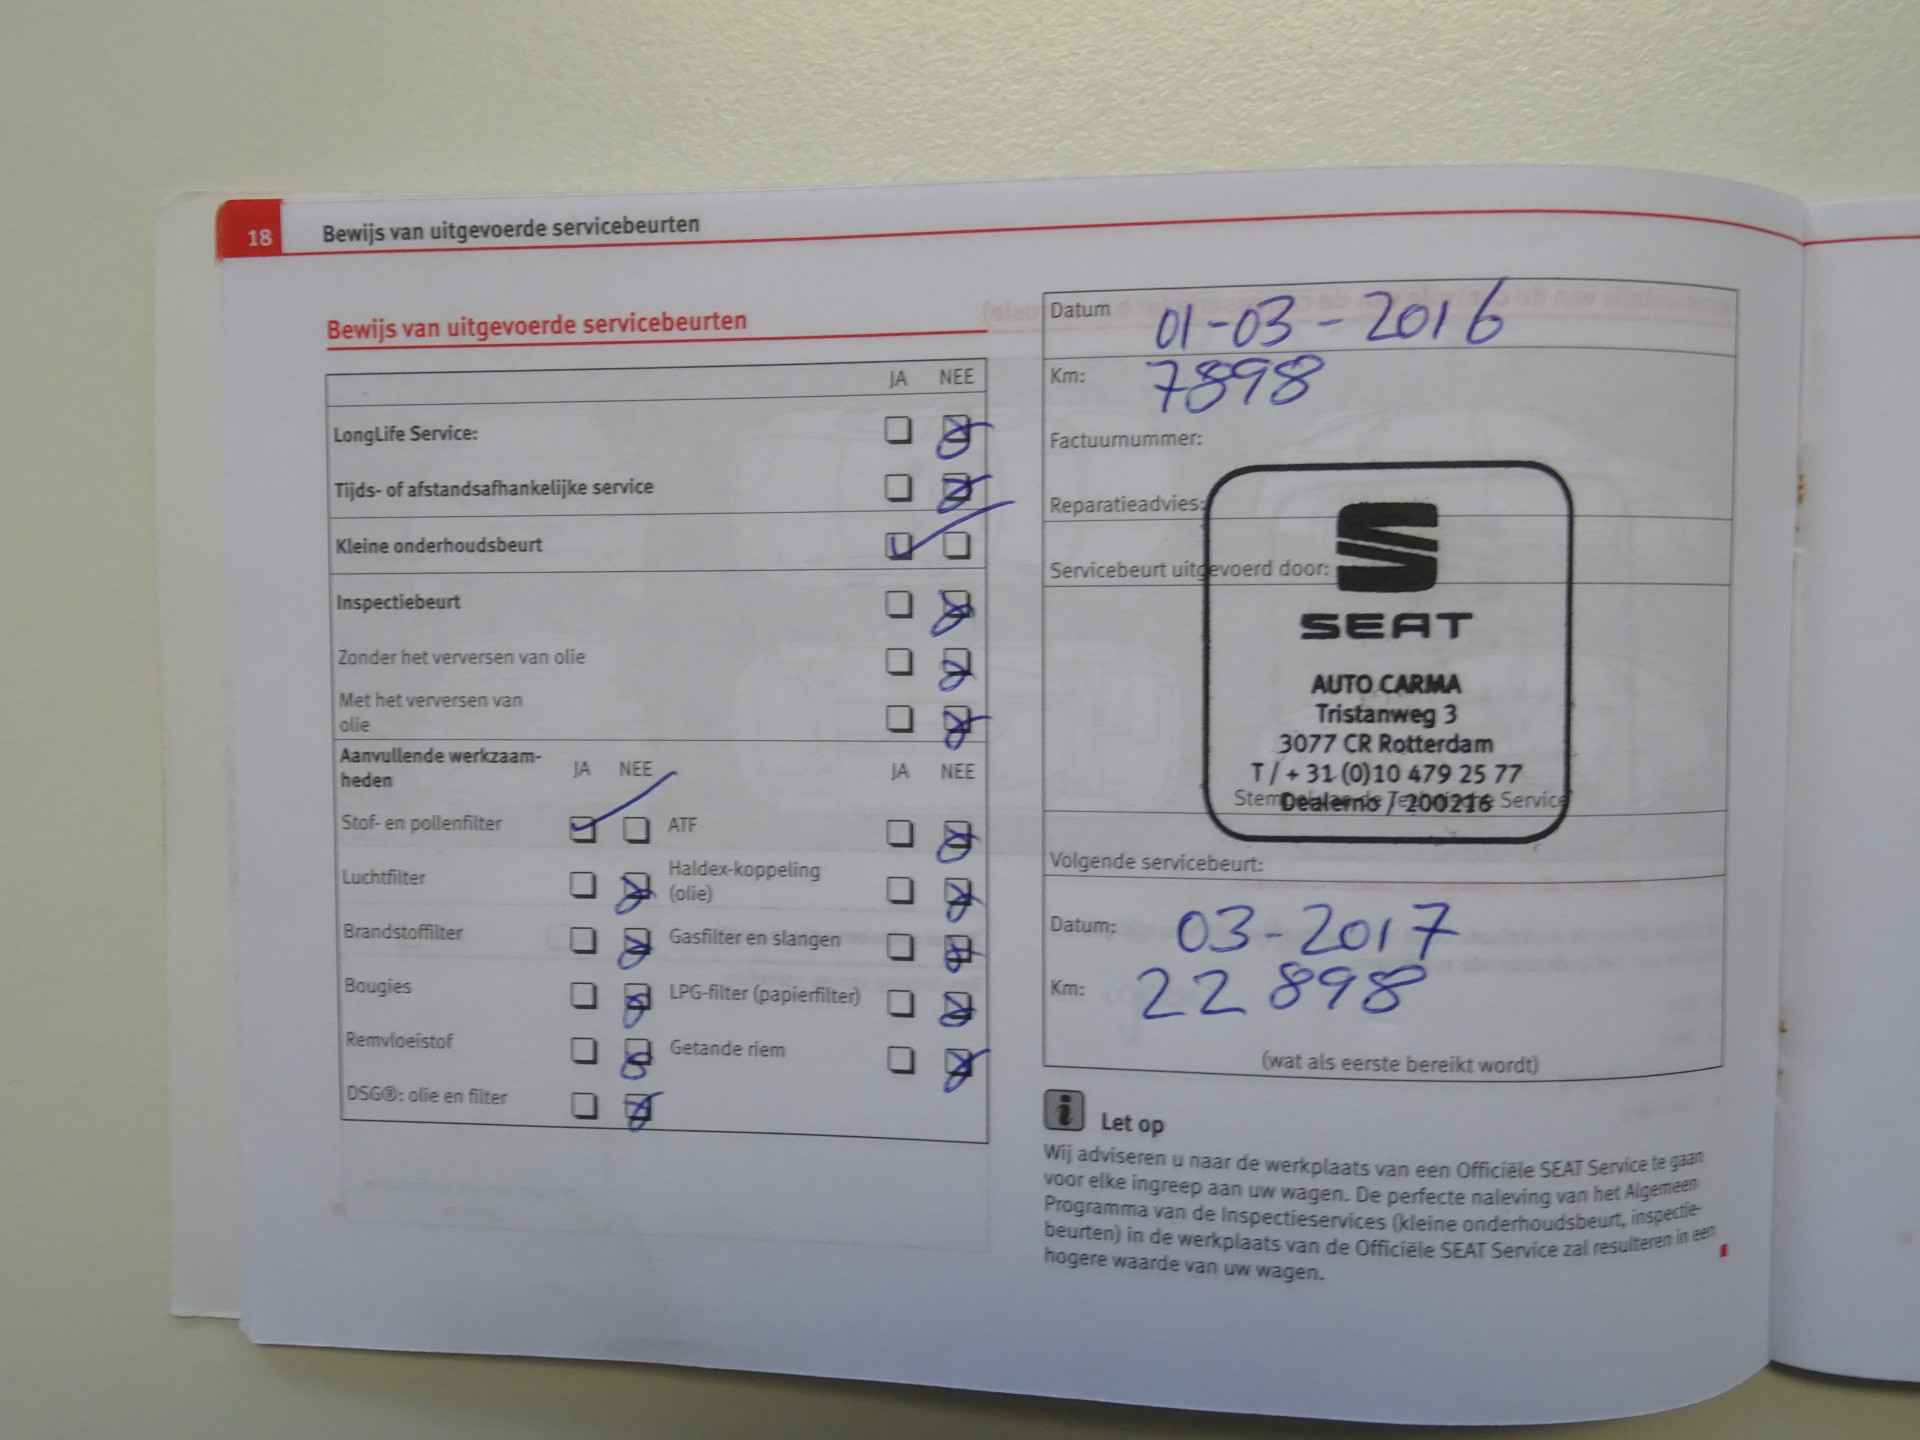 18 Bewijs van uitgevoerde servicebeurten
Bewijs van uitgevoerde servicebeurten
JA NEE
LongLife Service:
Tijds- of afstandsafhankelijke service
Kleine onderhoudsbeurt
Inspectiebeurt
Zonder het verversen van olie
Met het verversen van
olie
Aanvullende werkzaam-
heden
JA NEE JA NEE
Stof- en pollenfilter
ATF
Luchtfilter
Haldex-koppeling
(olie)
Brandstoffilter
Gasfilter en slangen
Bougies
LPG-filter (papierfilter)
Remvloeistof
Getande riem
DSG®: olie en filter
Datum 01-03-2016
Km: 7898
Factuurnummer:
Reparatieadvies:
Servicebeurt uitgevoerd door:
SEAT
AUTO CARMA
Tristanweg 3
3077 CR Rotterdam
T / + 31 (0)10 479 25 77
Dealerno / 200216
Stempel van de Technische Service
Volgende servicebeurt:
Datum: 03-2017
Km: 22898
(wat als eerste bereikt wordt)
Let op
Wij adviseren u naar de werkplaats van een Officiële SEAT Service te gaan
voor elke ingreep aan uw wagen. De perfecte naleving van het Algemeen
Programma van de Inspectieservices (kleine onderhoudsbeurt, inspectie-
beurten) in de werkplaats van de Officiële SEAT Service zal resulteren in een
hogere waarde van uw wagen.